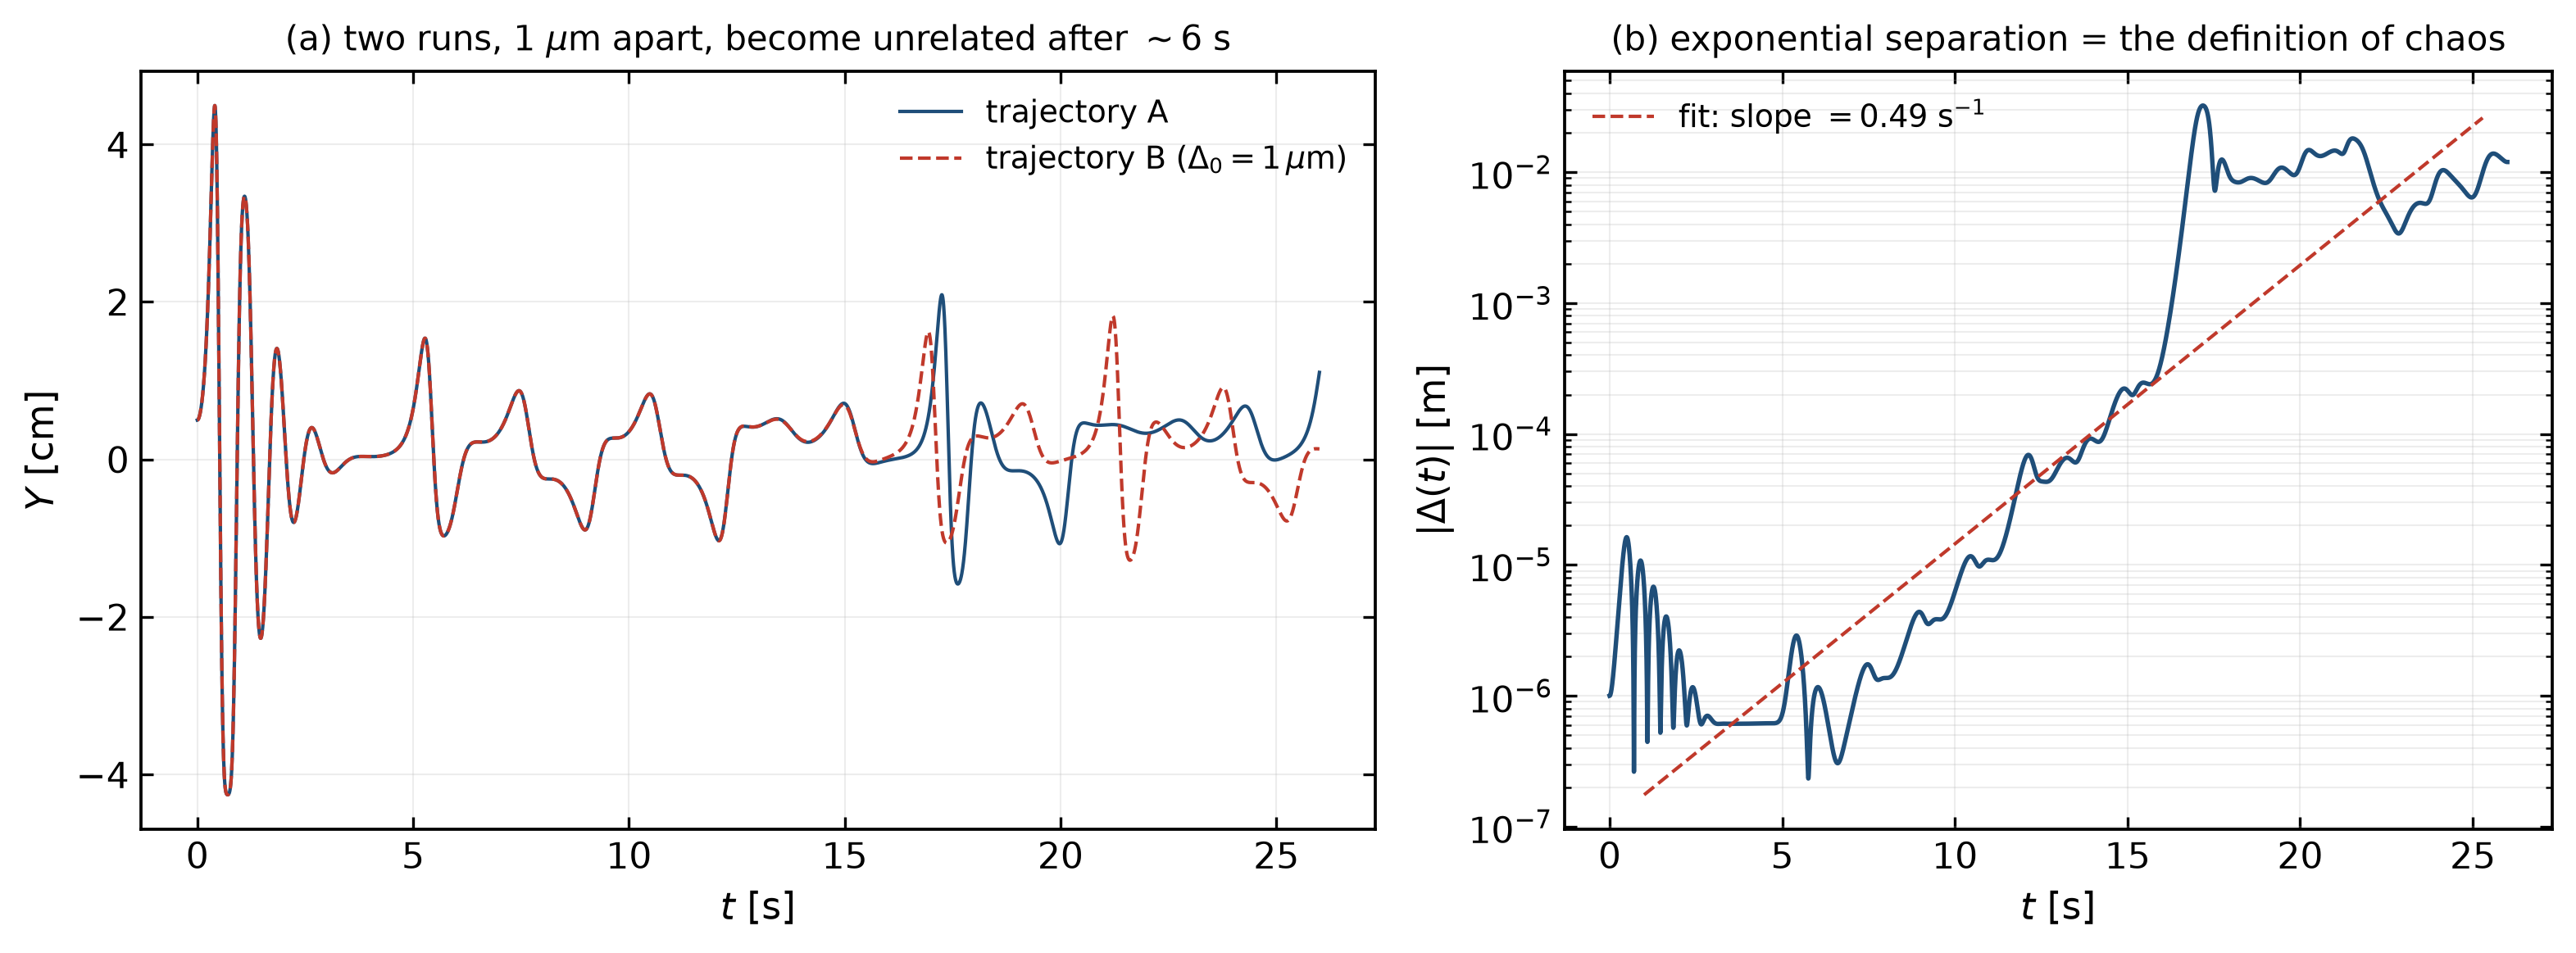 (a) two runs, 1 μm apart, become unrelated after ∼6 s
trajectory A
trajectory B (Δ₀ = 1 μm)
4
2
0
−2
−4
Y [cm]
0 5 10 15 20 25
t [s]
(b) exponential separation = the definition of chaos
fit: slope = 0.49 s⁻¹
10⁻²
10⁻³
10⁻⁴
10⁻⁵
10⁻⁶
10⁻⁷
|Δ(t)| [m]
0 5 10 15 20 25
t [s]